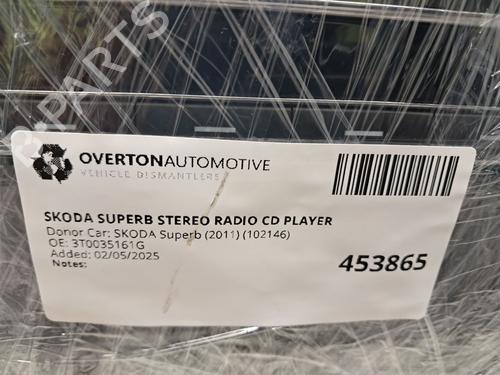 B-PARTS
OVERTONAUTOMOTIVE
VEHICLE DISMANTLERS
SKODA SUPERB STEREO RADIO CD PLAYER
Donor Car: SKODA Superb (2011) (102146)
OE: 3T0035161G
Added: 02/05/2025
Notes:
453865